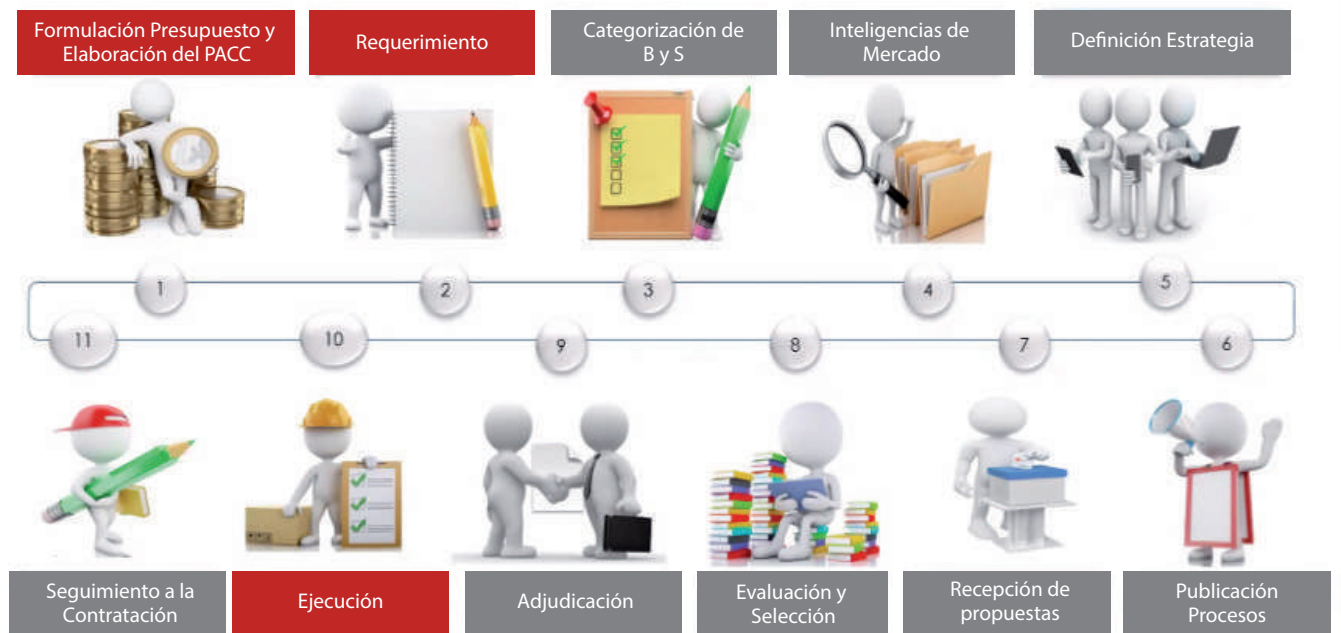 Formulación Presupuesto y
Elaboración del PACC
Requerimiento
Categorización de
B y S
Inteligencias de
Mercado
Definición Estrategia
1
2
3
4
5
11
10
9
8
7
6
Seguimiento a la
Contratación
Ejecución
Adjudicación
Evaluación y
Selección
Recepción de
propuestas
Publicación
Procesos